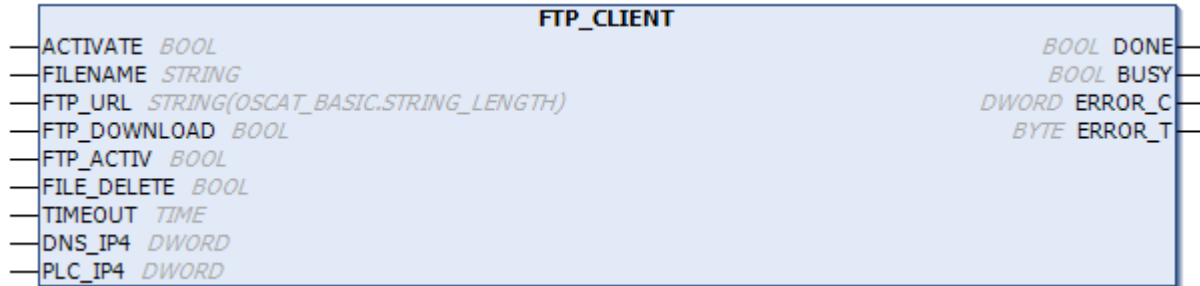 FTP_CLIENT
ACTIVATE BOOL BOOL DONE
FILENAME STRING BOOL BUSY
FTP_URL STRING(OSCAT_BASIC.STRING_LENGTH) DWORD ERROR_C
FTP_DOWNLOAD BOOL BYTE ERROR_T
FTP_ACTIV BOOL
FILE_DELETE BOOL
TIMEOUT TIME
DNS_IP4 DWORD
PLC_IP4 DWORD